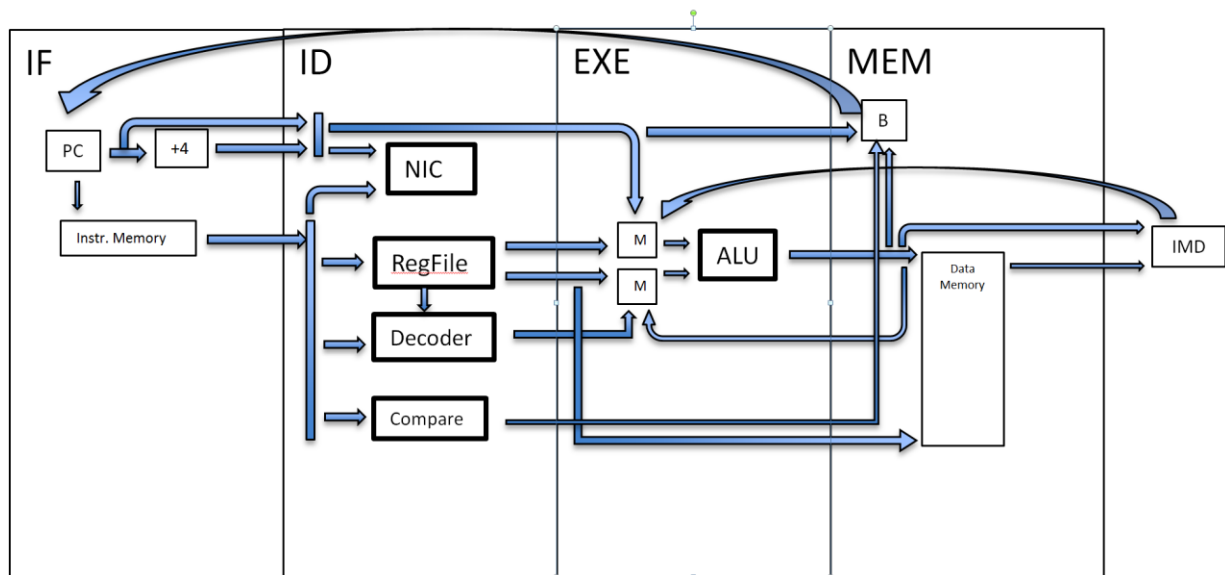 IF
ID
EXE
MEM
PC
+4
B
NIC
Instr. Memory
M
ALU
IMD
RegFile
M
Data
Memory
Decoder
Compare